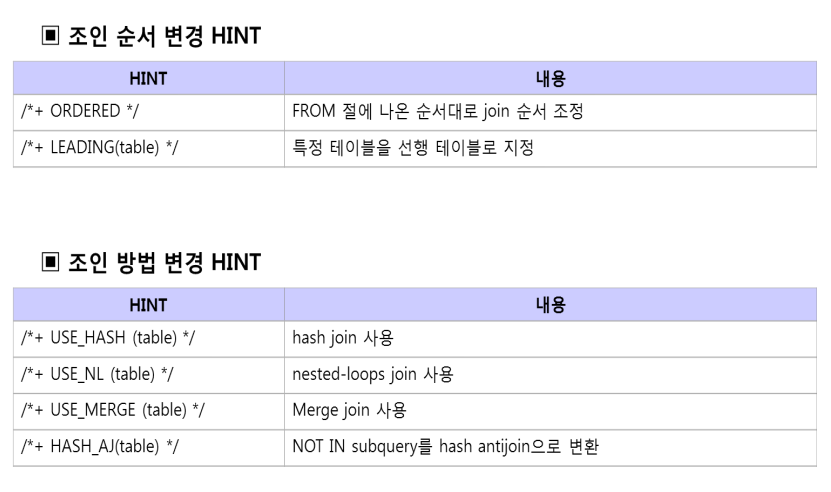 ▣ 조인 순서 변경 HINT
HINT 내용
/*+ ORDERED */ FROM 절에 나온 순서대로 join 순서 조정
/*+ LEADING(table) */ 특정 테이블을 선행 테이블로 지정
▣ 조인 방법 변경 HINT
HINT 내용
/*+ USE_HASH (table) */ hash join 사용
/*+ USE_NL (table) */ nested-loops join 사용
/*+ USE_MERGE (table) */ Merge join 사용
/*+ HASH_AJ(table) */ NOT IN subquery를 hash antijoin으로 변환